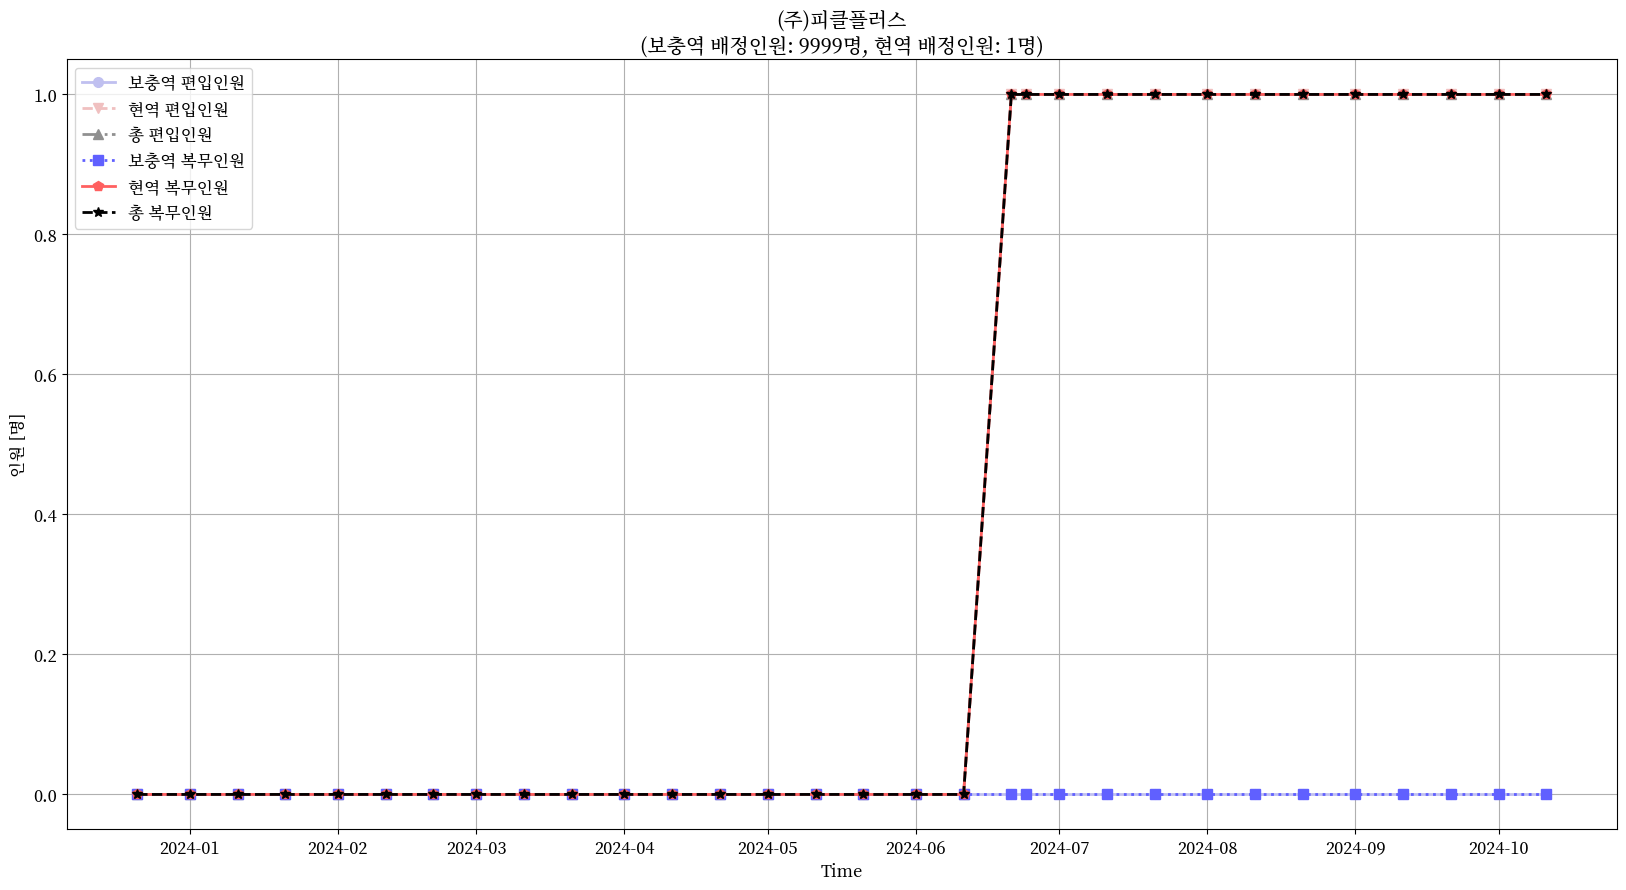 (주)피클플러스
(보충역 배정인원: 9999명, 현역 배정인원: 1명)
보충역 편입인원
현역 편입인원
총 편입인원
보충역 복무인원
현역 복무인원
총 복무인원
인원 [명]
1.0
0.8
0.6
0.4
0.2
0.0
2024-01 2024-02 2024-03 2024-04 2024-05 2024-06 2024-07 2024-08 2024-09 2024-10
Time